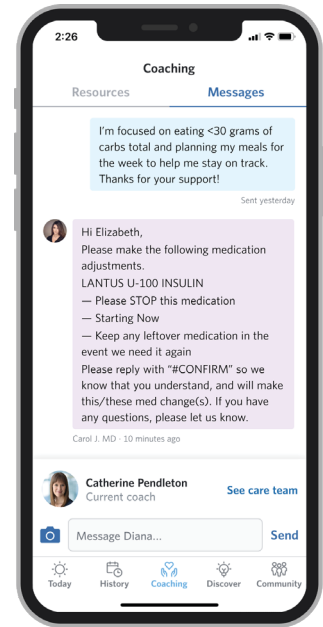 2:26
Coaching
Resources
Messages
I'm focused on eating <30 grams of
carbs total and planning my meals for
the week to help me stay on track.
Thanks for your support!
Sent yesterday
Hi Elizabeth,
Please make the following medication
adjustments.
LANTUS U-100 INSULIN
— Please STOP this medication
— Starting Now
— Keep any leftover medication in the
event we need it again
Please reply with “#CONFIRM” so we
know that you understand, and will make
this/these med change(s). If you have
any questions, please let us know.
Carol J. MD · 10 minutes ago
Catherine Pendleton
Current coach
See care team
Message Diana...
Send
Today
History
Coaching
Discover
Community